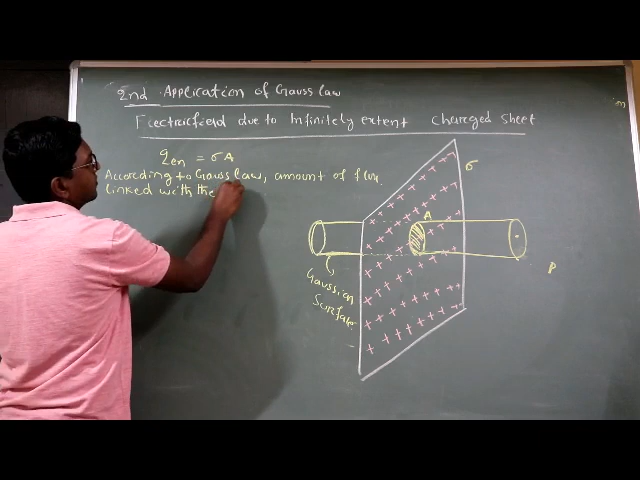 2nd Application of Gauss law
Electricfield due to Infinitely extent charged sheet
qen = σA
According to Gauss law, amount of flux
linked with the
σ
A
P
Gaussian
Surface